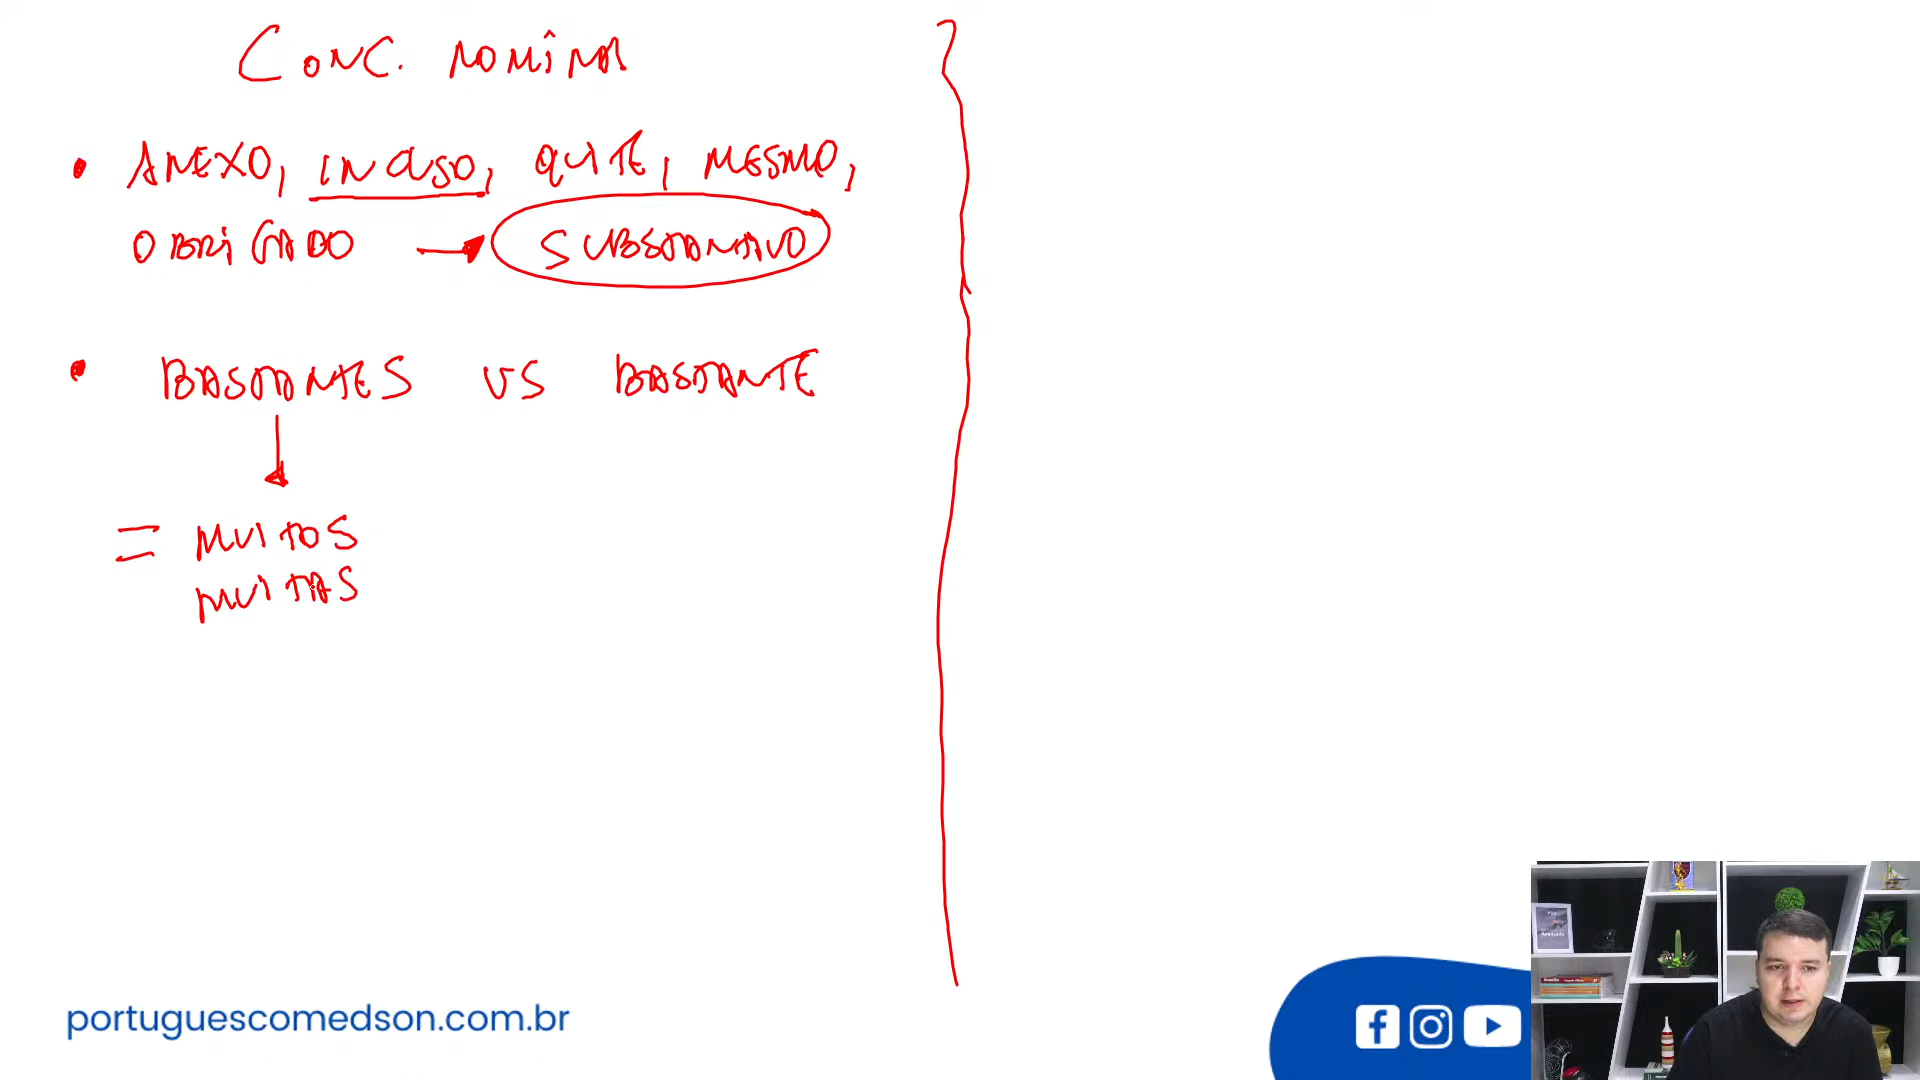 CONC. NOMINAL
• ANEXO, INCLUSO, QUITE, MESMO,
OBRIGADO → SUBSTANTIVO
• BASTANTES VS BASTANTE
= MUITOS
MUITAS
portuguescomedson.com.br